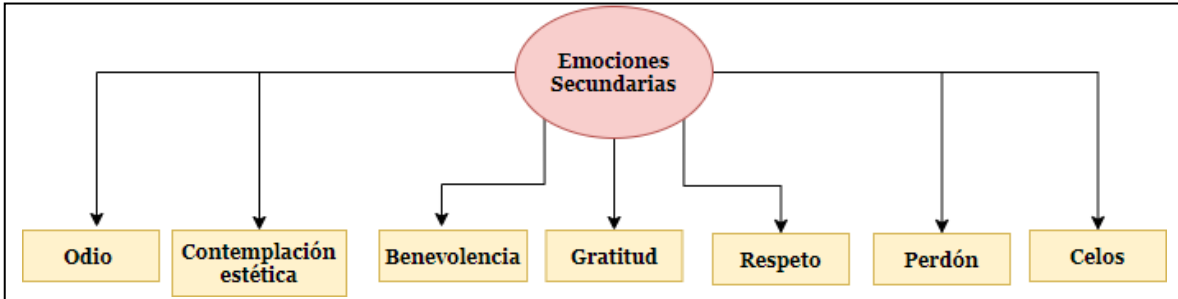 Emociones
Secundarias
Odio
Contemplación
estética
Benevolencia
Gratitud
Respeto
Perdón
Celos